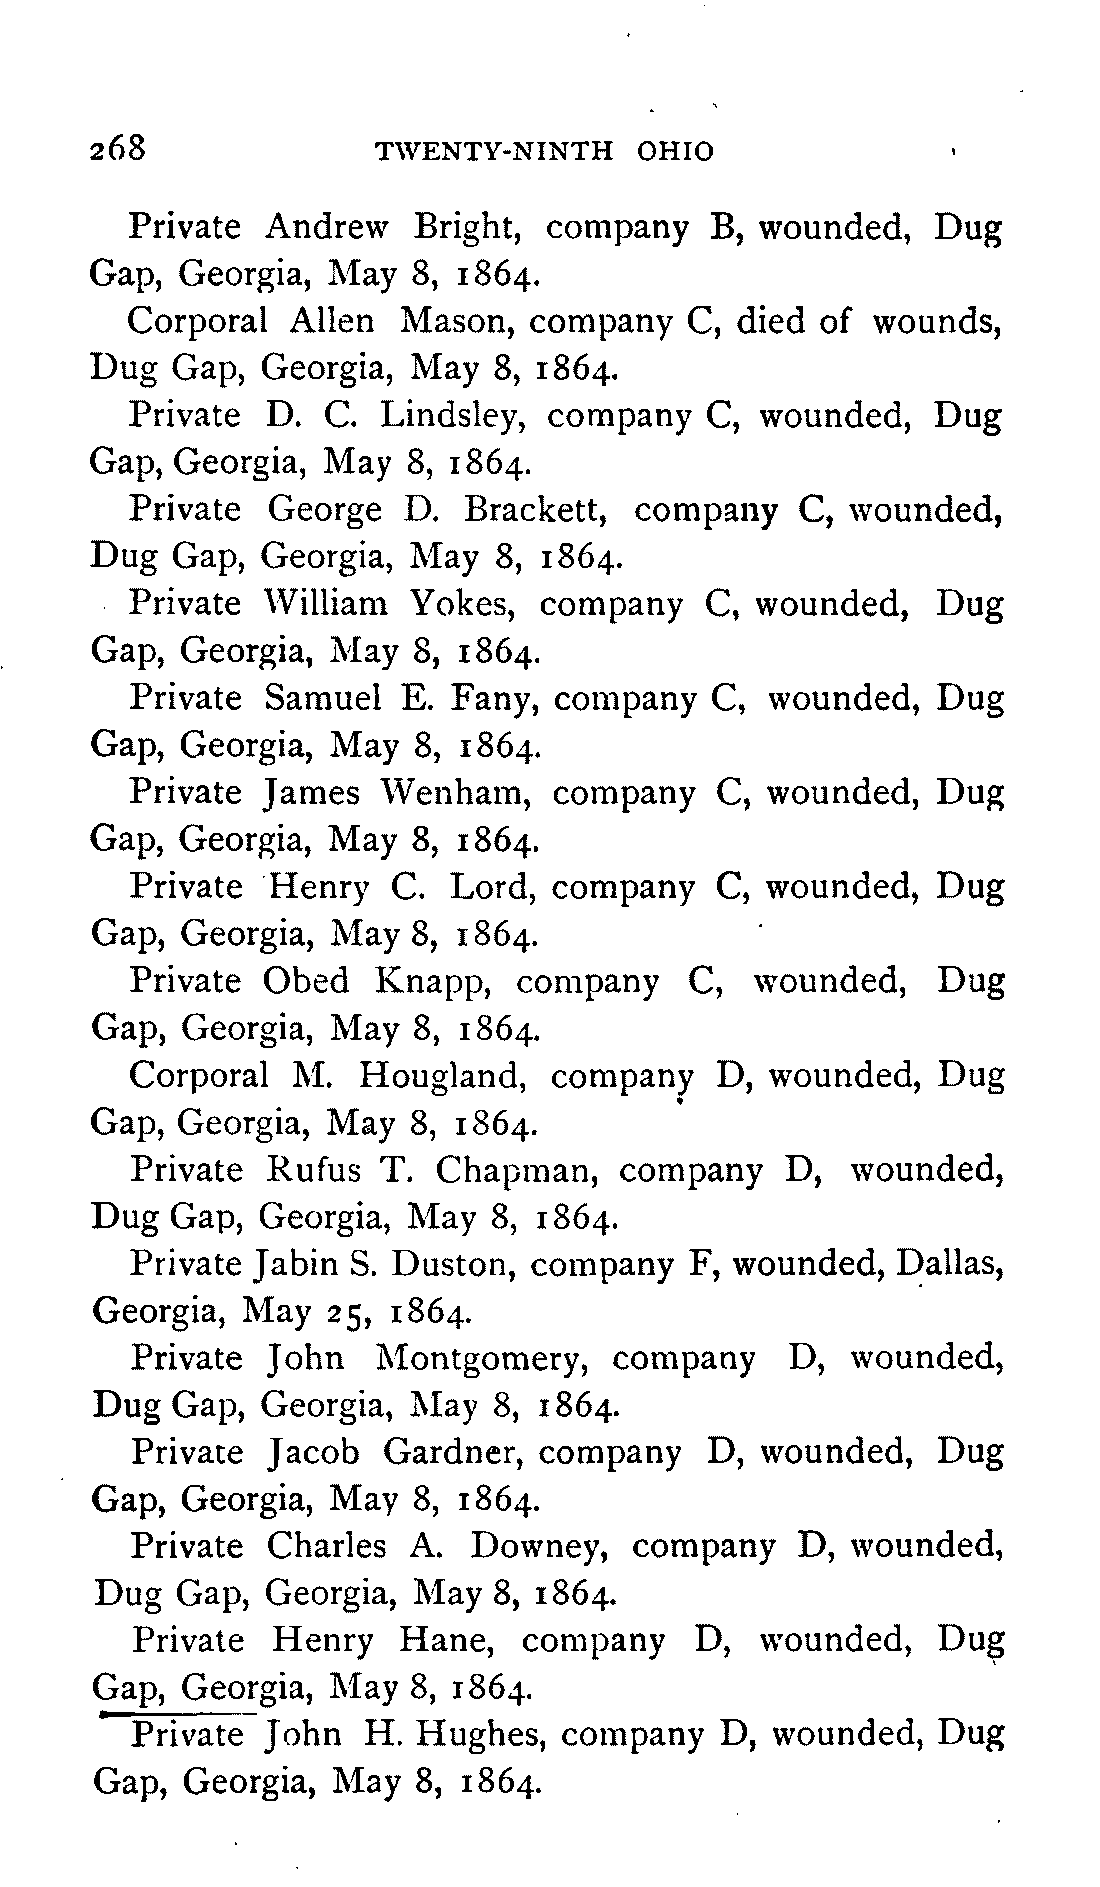 268 TWENTY-NINTH OHIO
Private Andrew Bright, company B, wounded, Dug
Gap, Georgia, May 8, 1864.
Corporal Allen Mason, company C, died of wounds,
Dug Gap, Georgia, May 8, 1864.
Private D. C. Lindsley, company C, wounded, Dug
Gap, Georgia, May 8, 1864.
Private George D. Brackett, company C, wounded,
Dug Gap, Georgia, May 8, 1864.
Private William Yokes, company C, wounded, Dug
Gap, Georgia, May 8, 1864.
Private Samuel E. Fany, company C, wounded, Dug
Gap, Georgia, May 8, 1864.
Private James Wenham, company C, wounded, Dug
Gap, Georgia, May 8, 1864.
Private Henry C. Lord, company C, wounded, Dug
Gap, Georgia, May 8, 1864.
Private Obed Knapp, company C, wounded, Dug
Gap, Georgia, May 8, 1864.
Corporal M. Hougland, company D, wounded, Dug
Gap, Georgia, May 8, 1864.
Private Rufus T. Chapman, company D, wounded,
Dug Gap, Georgia, May 8, 1864.
Private Jabin S. Duston, company F, wounded, Dallas,
Georgia, May 25, 1864.
Private John Montgomery, company D, wounded,
Dug Gap, Georgia, May 8, 1864.
Private Jacob Gardner, company D, wounded, Dug
Gap, Georgia, May 8, 1864.
Private Charles A. Downey, company D, wounded,
Dug Gap, Georgia, May 8, 1864.
Private Henry Hane, company D, wounded, Dug
Gap, Georgia, May 8, 1864.
Private John H. Hughes, company D, wounded, Dug
Gap, Georgia, May 8, 1864.